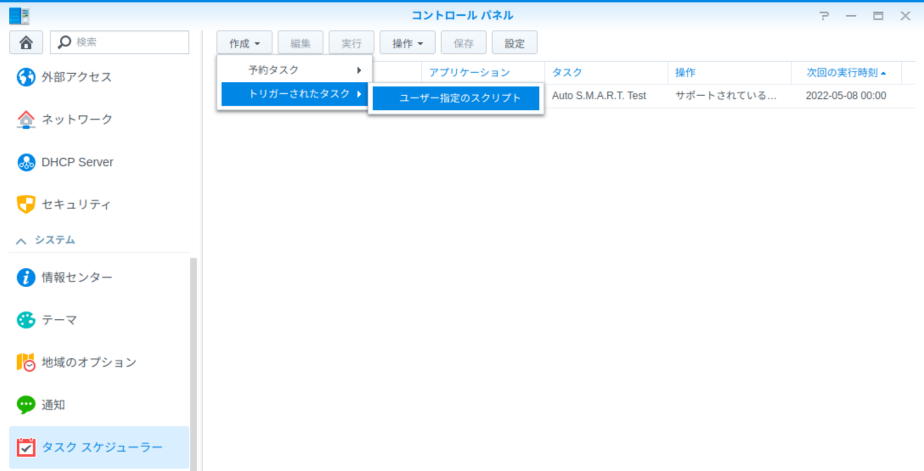 コントロール パネル
検索
作成
編集
実行
操作
保存
設定
予約タスク
トリガーされたタスク
ユーザー指定のスクリプト
アプリケーション
タスク
操作
次回の実行時刻
Auto S.M.A.R.T. Test
サポートされている...
2022-05-08 00:00
外部アクセス
ネットワーク
DHCP Server
セキュリティ
システム
情報センター
テーマ
地域のオプション
通知
タスク スケジューラー